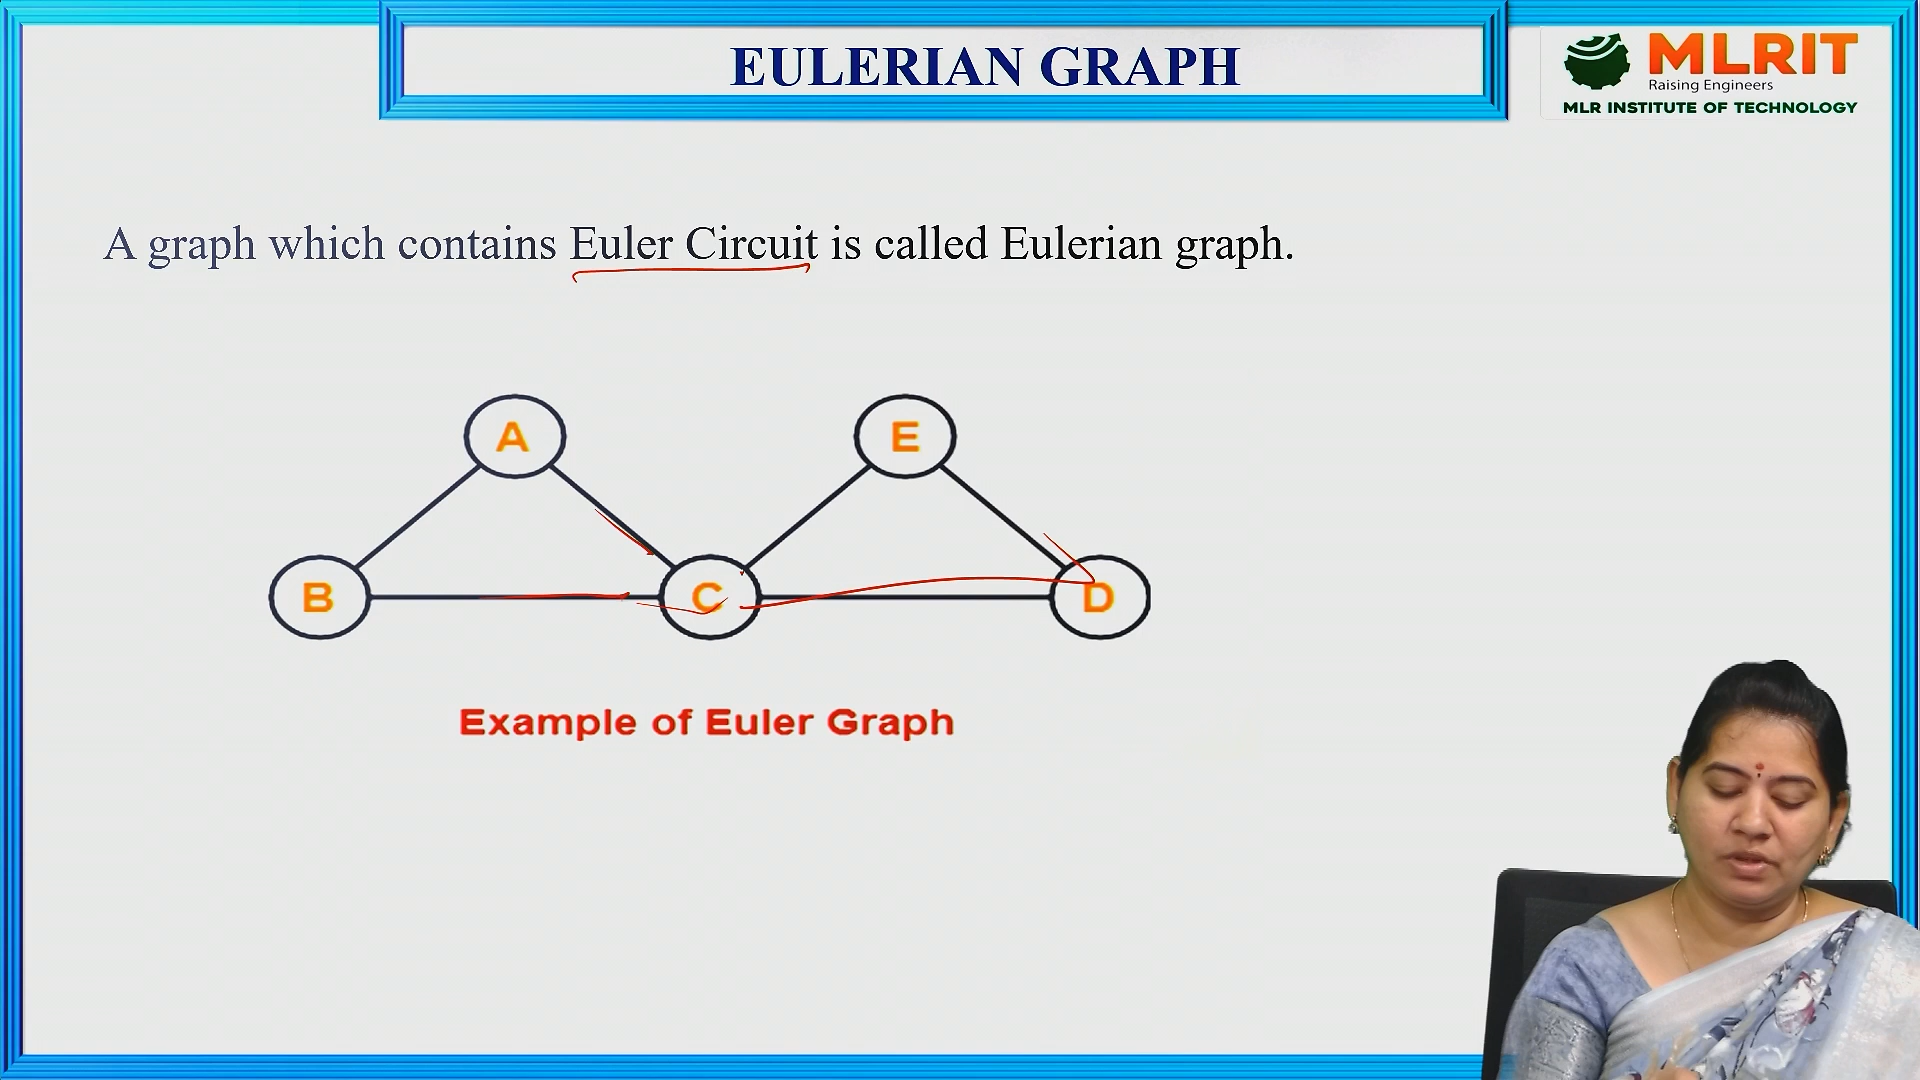 EULERIAN GRAPH
MLRIT
Raising Engineers
MLR INSTITUTE OF TECHNOLOGY
A graph which contains Euler Circuit is called Eulerian graph.
A
E
B
C
D
Example of Euler Graph